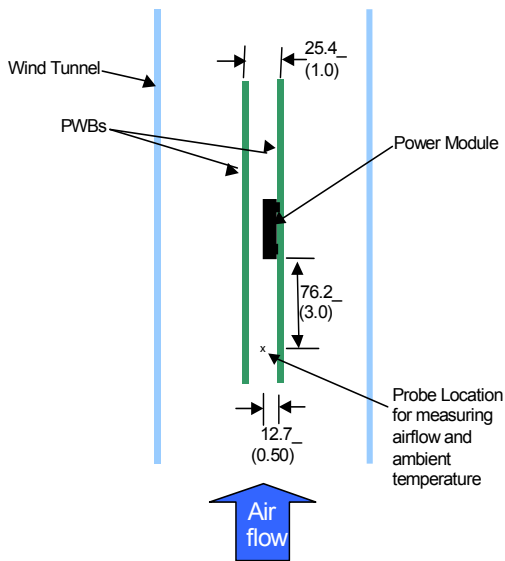 25.4_
(1.0)
Wind Tunnel
PWBs
Power Module
76.2_
(3.0)
x
Probe Location
for measuring
airflow and
ambient
temperature
12.7_
(0.50)
Air
flow